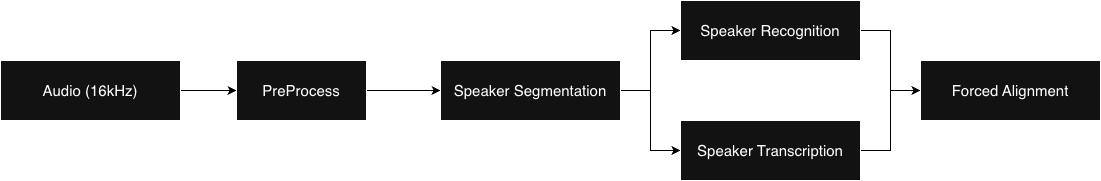 Audio (16kHz)
PreProcess
Speaker Segmentation
Speaker Recognition
Speaker Transcription
Forced Alignment